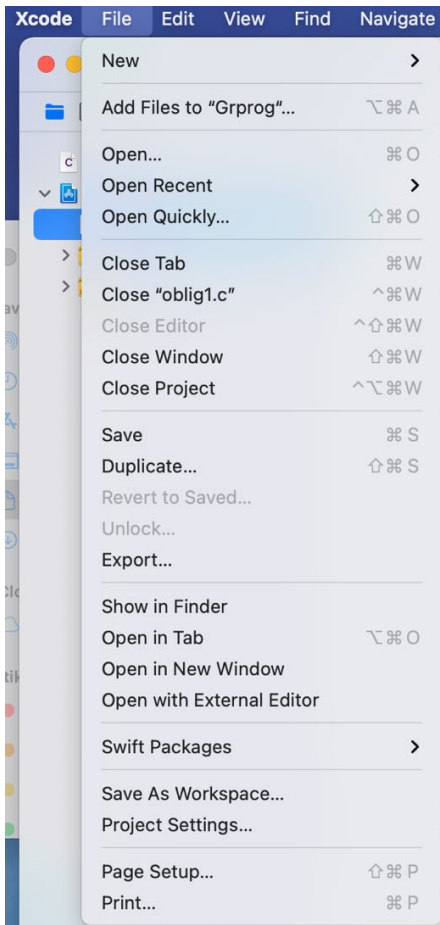 Xcode File Edit View Find Navigate
New
Add Files to “Grprog“... ⌥⌘A
C
Open... ⌘O
Open Recent
Open Quickly... ⇧⌘O
Close Tab ⌘W
Close “oblig1.c” ^⌘W
Close Editor ^⇧⌘W
Close Window ⇧⌘W
Close Project ^⌥⌘W
Save ⌘S
Duplicate... ⇧⌘S
Revert to Saved...
Unlock...
Export...
Show in Finder
Open in Tab ⌥⌘O
Open in New Window
Open with External Editor
Swift Packages
Save As Workspace...
Project Settings...
Page Setup... ⇧⌘P
Print... ⌘P